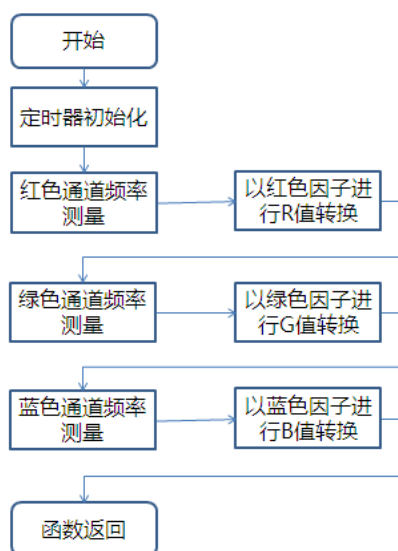 开始
定时器初始化
红色通道频率
测量
以红色因子进
行R值转换
绿色通道频率
测量
以绿色因子进
行G值转换
蓝色通道频率
测量
以蓝色因子进
行B值转换
函数返回